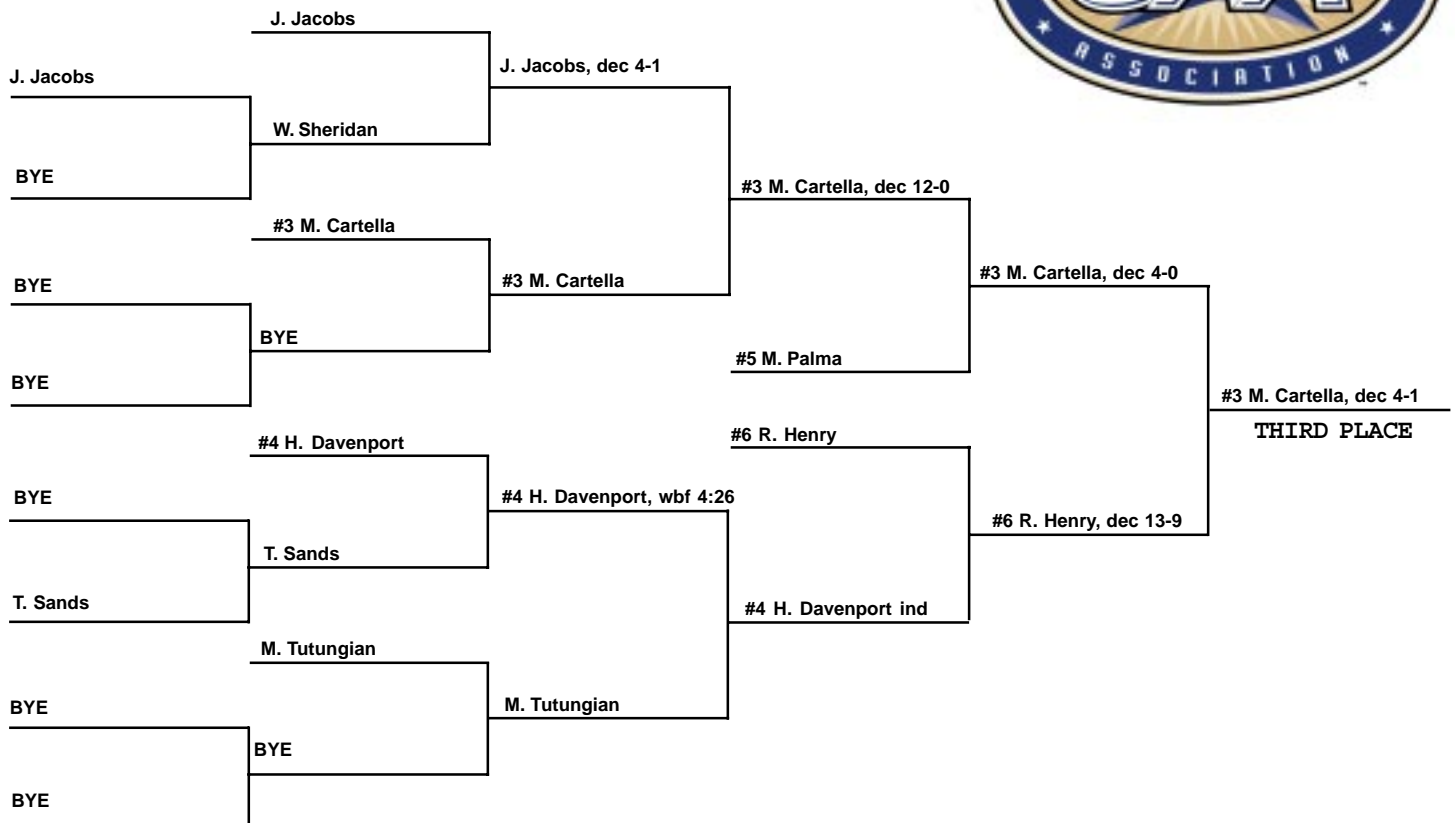 J. Jacobs
J. Jacobs
J. Jacobs, dec 4-1
W. Sheridan
BYE
#3 M. Cartella, dec 12-0
#3 M. Cartella
BYE
#3 M. Cartella
#3 M. Cartella, dec 4-0
BYE
BYE
#5 M. Palma
#3 M. Cartella, dec 4-1
THIRD PLACE
#4 H. Davenport
#6 R. Henry
BYE
#4 H. Davenport, wbf 4:26
#6 R. Henry, dec 13-9
T. Sands
T. Sands
#4 H. Davenport ind
M. Tutungian
BYE
M. Tutungian
BYE
BYE
ASSOCIATION